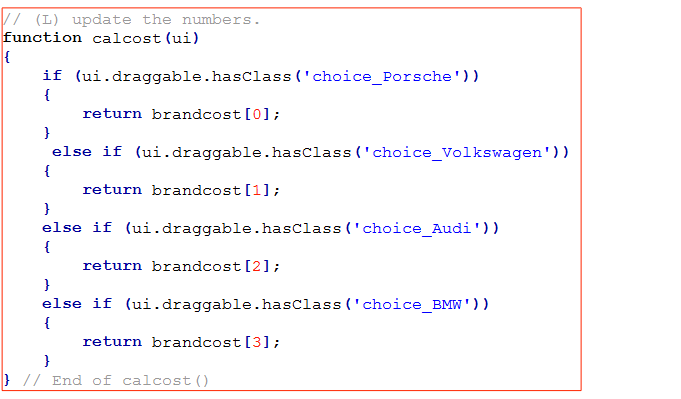 // (L) update the numbers.
function calcost(ui)
{
    if (ui.draggable.hasClass('choice_Porsche'))
    {
        return brandcost[0];
    }
     else if (ui.draggable.hasClass('choice_Volkswagen'))
    {
        return brandcost[1];
    }
    else if (ui.draggable.hasClass('choice_Audi'))
    {
        return brandcost[2];
    }
    else if (ui.draggable.hasClass('choice_BMW'))
    {
        return brandcost[3];
    }
} // End of calcost()